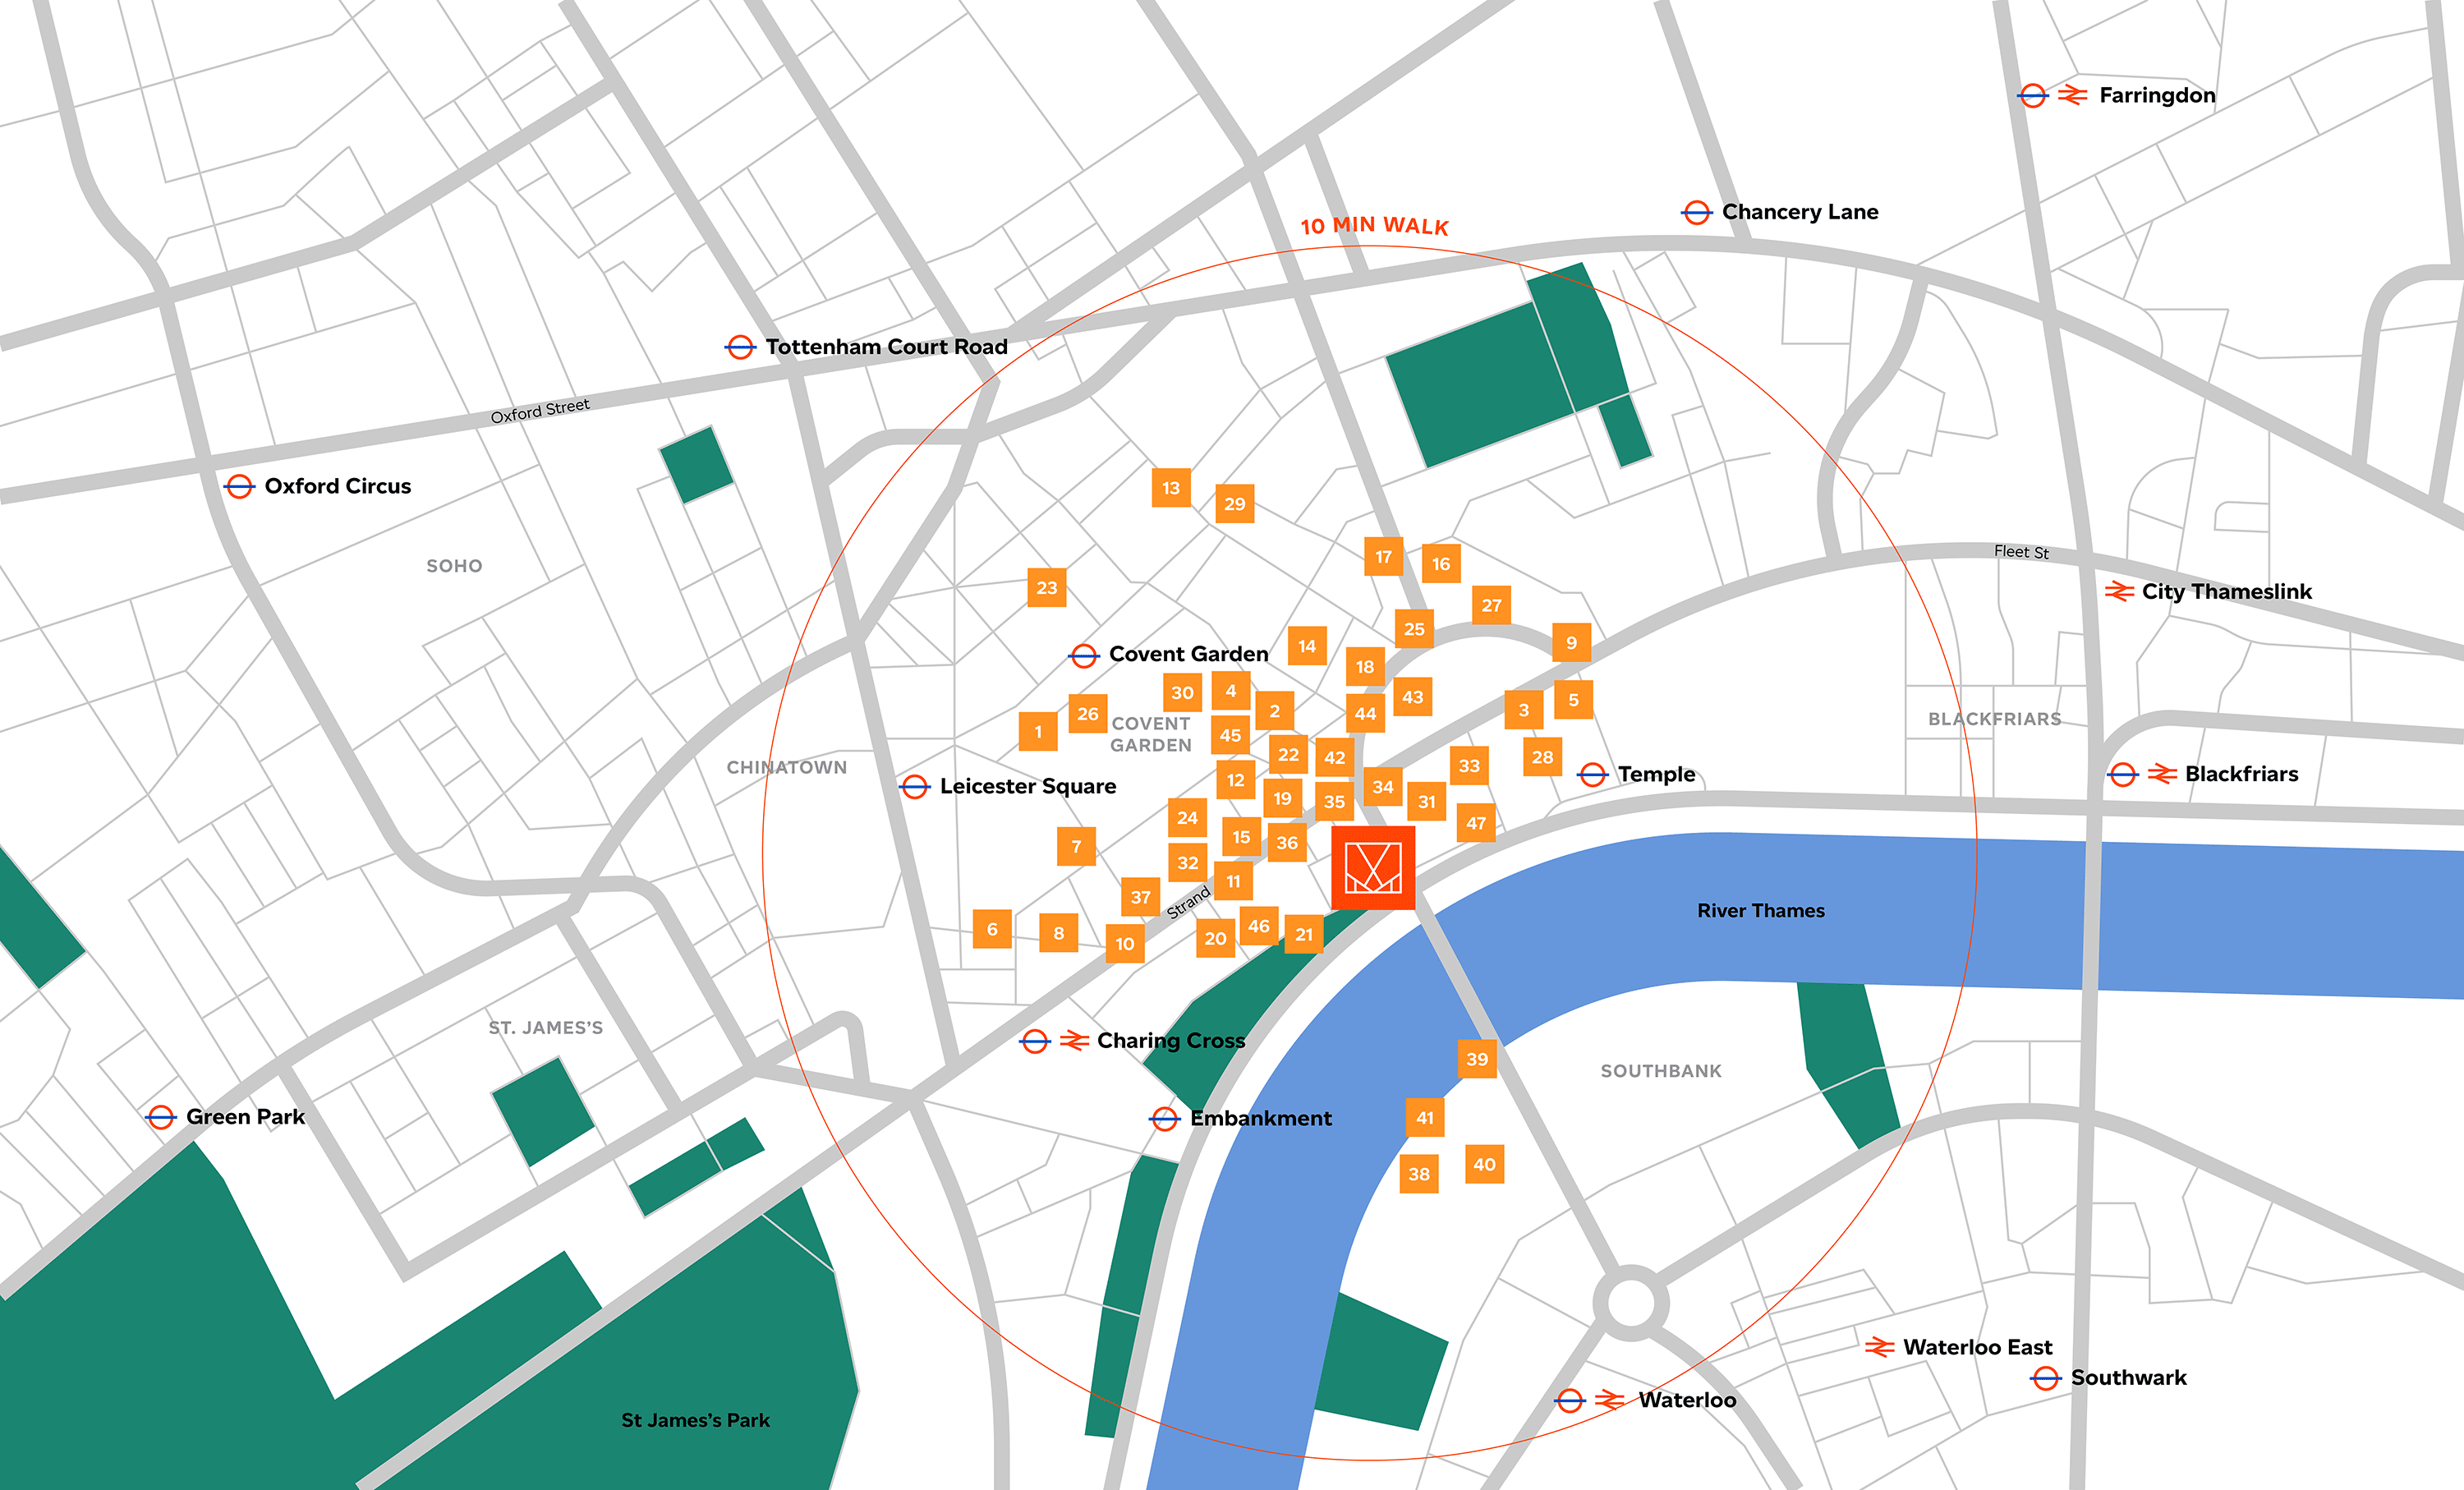 Farringdon
Chancery Lane
10 MIN WALK
Tottenham Court Road
Oxford Street
Oxford Circus
13
29
SOHO
17
16
Fleet St
23
City Thameslink
27
25
9
14
Covent Garden
18
30
4
43
5
26
2
44
3
1
COVENT
GARDEN
45
BLACKFRIARS
22
42
28
33
CHINATOWN
Temple
Blackfriars
12
Leicester Square
34
19
35
31
24
47
15
36
7
32
11
37
Strand
River Thames
6
8
10
20
46
21
ST. JAMES’S
Charing Cross
39
SOUTHBANK
Green Park
Embankment
41
38
40
Waterloo East
Southwark
Waterloo
St James’s Park